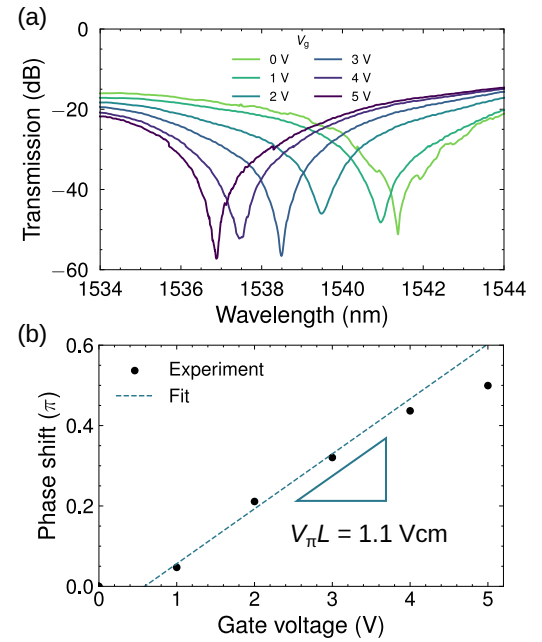 (a)
0
−20
−40
−60
Transmission (dB)
V_g
0 V
1 V
2 V
3 V
4 V
5 V
1534 1536 1538 1540 1542 1544
Wavelength (nm)
(b)
0.6
0.4
0.2
0.0
Phase shift (π)
Experiment
Fit
V_πL = 1.1 Vcm
0 1 2 3 4 5
Gate voltage (V)